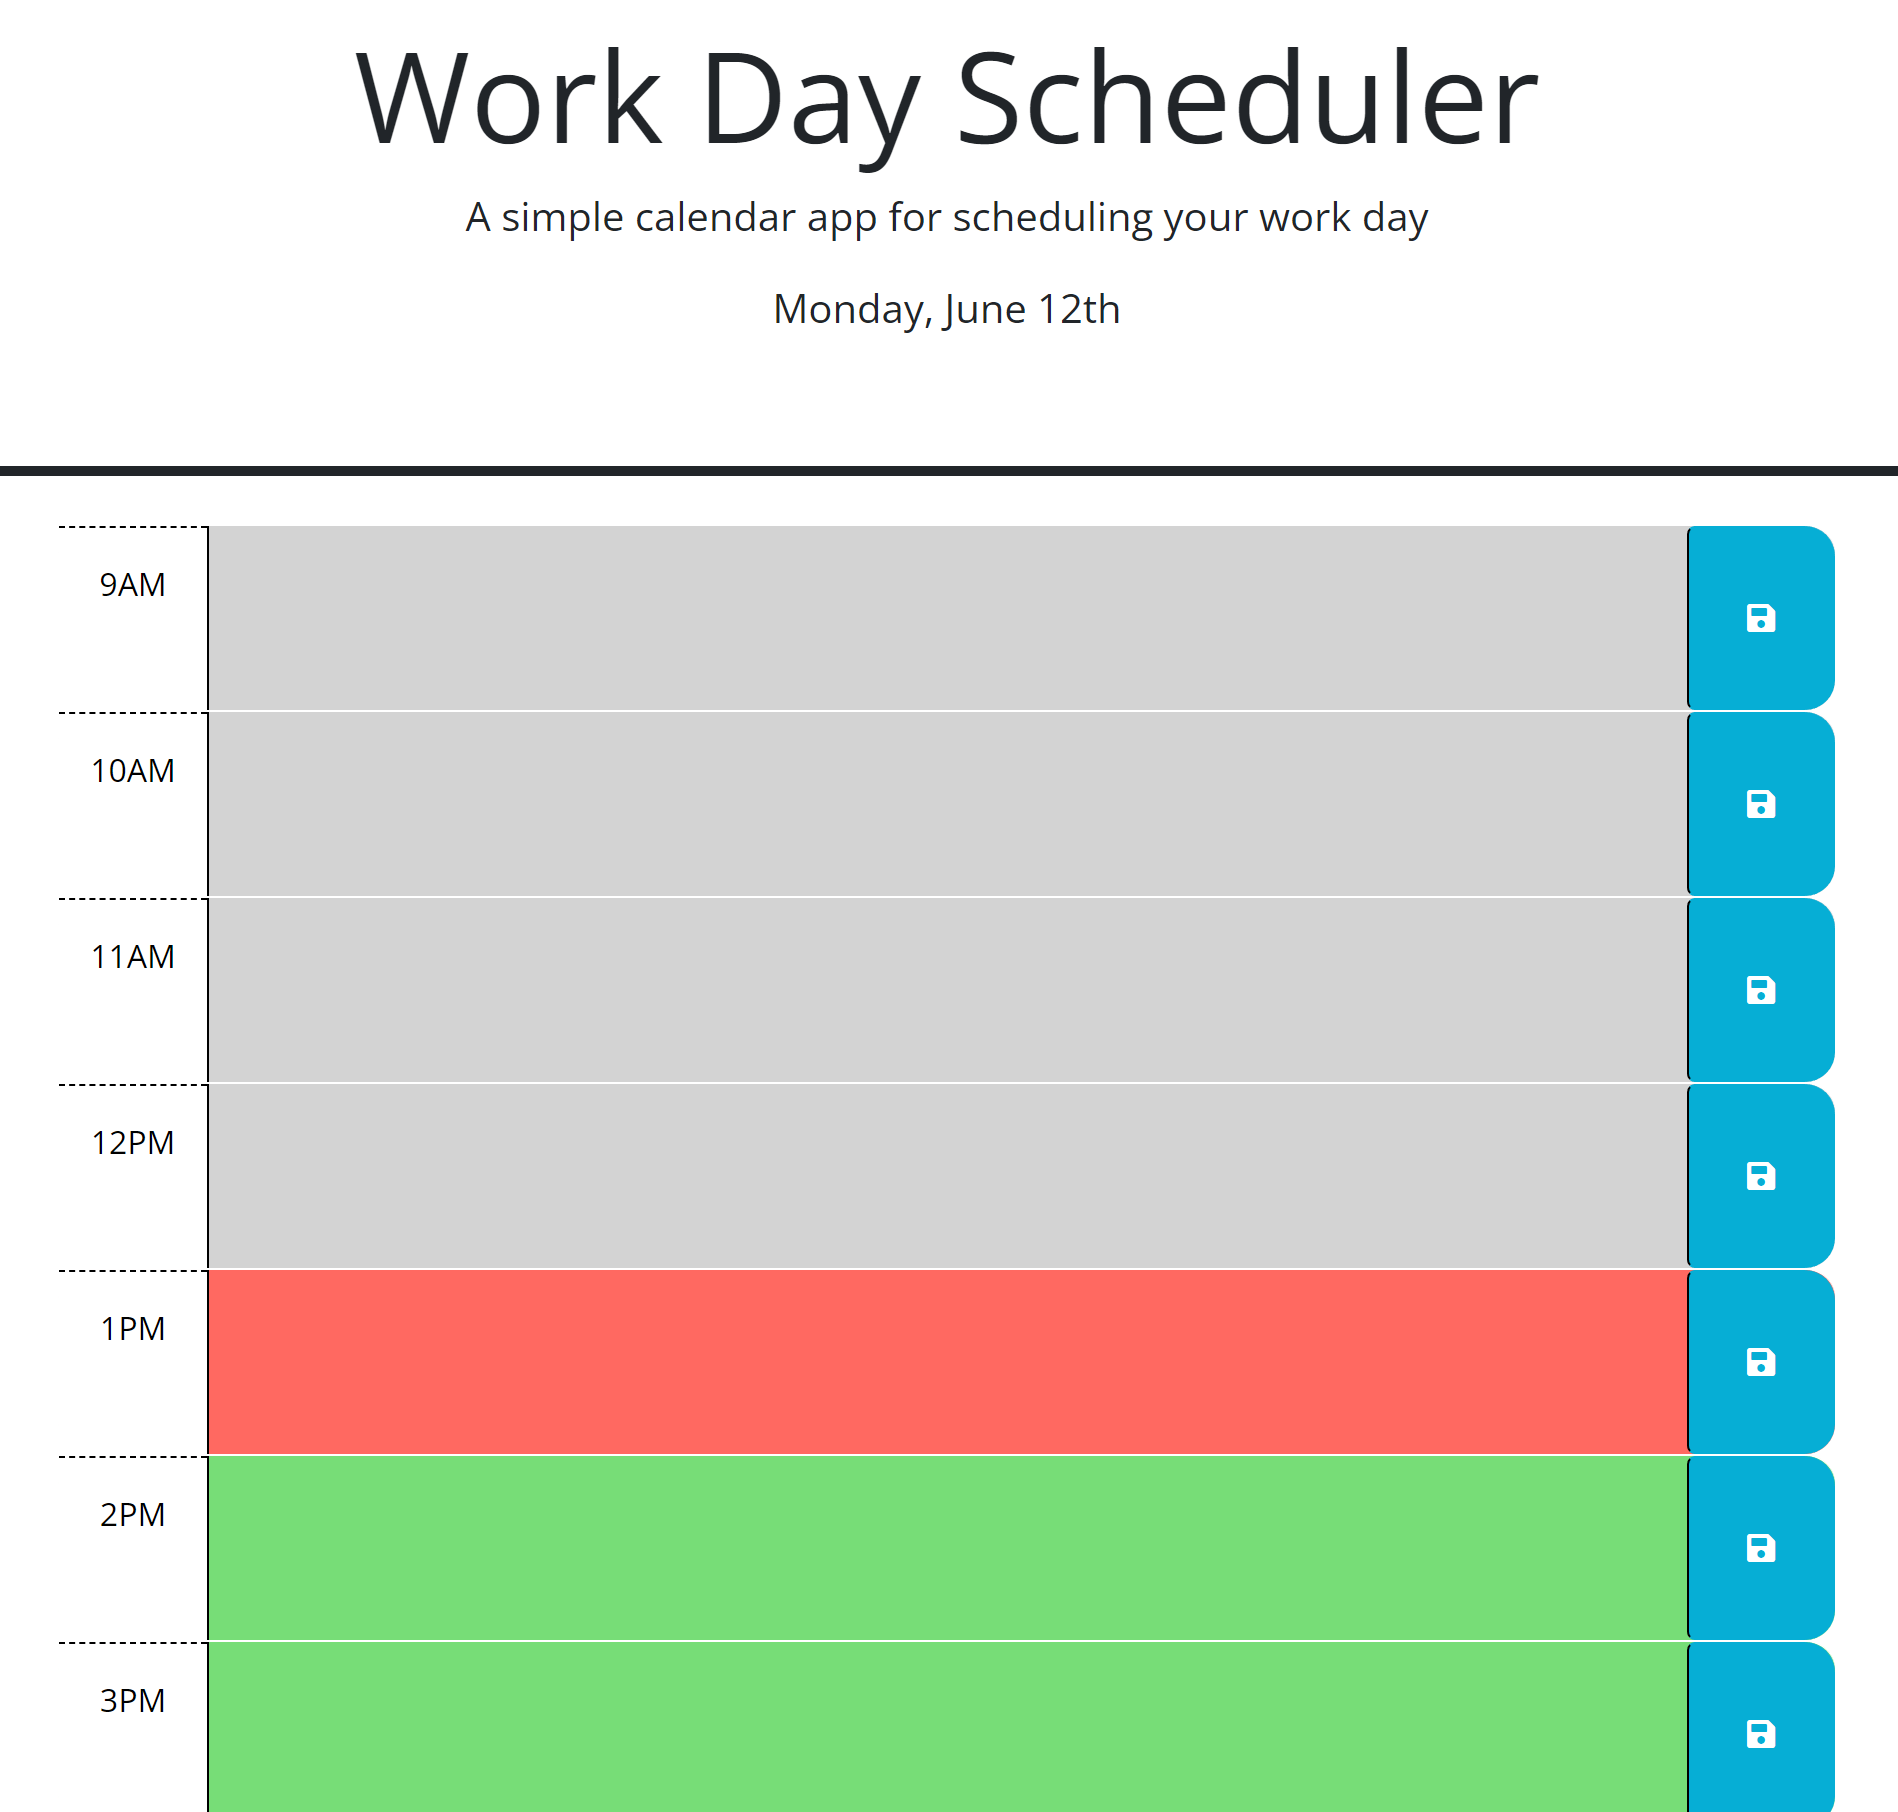 Work Day Scheduler
A simple calendar app for scheduling your work day
Monday, June 12th
9AM
10AM
11AM
12PM
1PM
2PM
3PM